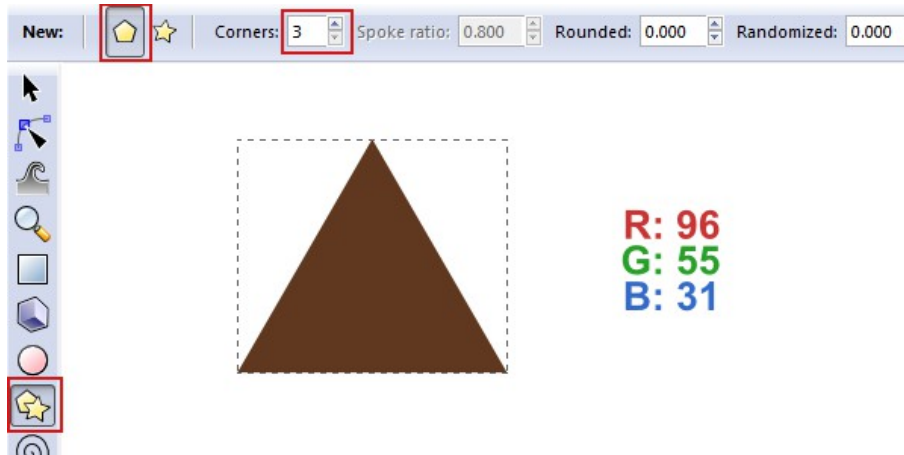 New: Corners: 3 Spoke ratio: 0.800 Rounded: 0.000 Randomized: 0.000
R: 96
G: 55
B: 31